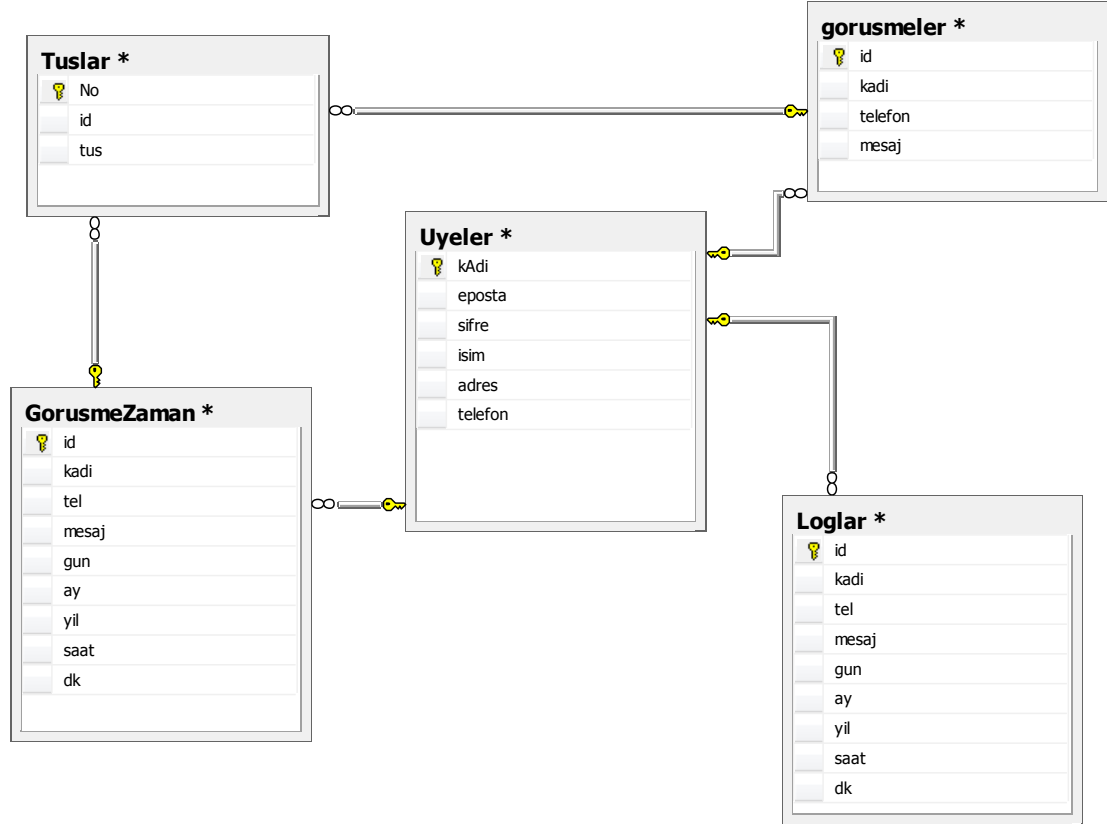 Tuslar *
No
id
tus
gorusmeler *
id
kadi
telefon
mesaj
Uyeler *
kAdi
eposta
sifre
isim
adres
telefon
GorusmeZaman *
id
kadi
tel
mesaj
gun
ay
yil
saat
dk
Loglar *
id
kadi
tel
mesaj
gun
ay
yil
saat
dk